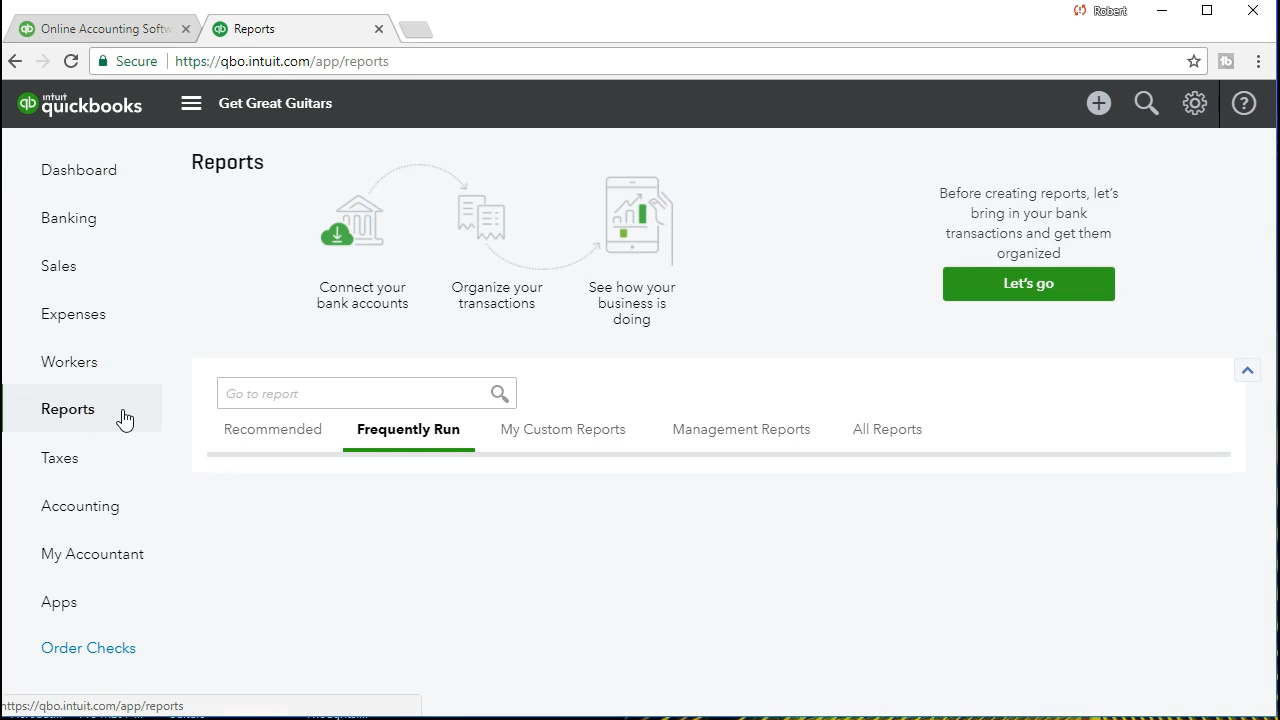 Online Accounting Softw
Reports
Robert
Secure
https://qbo.intuit.com/app/reports
intuit
quickbooks
Get Great Guitars
Dashboard
Banking
Sales
Expenses
Workers
Reports
Taxes
Accounting
My Accountant
Apps
Order Checks
Reports
Connect your
bank accounts
Organize your
transactions
See how your
business is
doing
Before creating reports, let's
bring in your bank
transactions and get them
organized
Let's go
Go to report
Recommended
Frequently Run
My Custom Reports
Management Reports
All Reports
https://qbo.intuit.com/app/reports